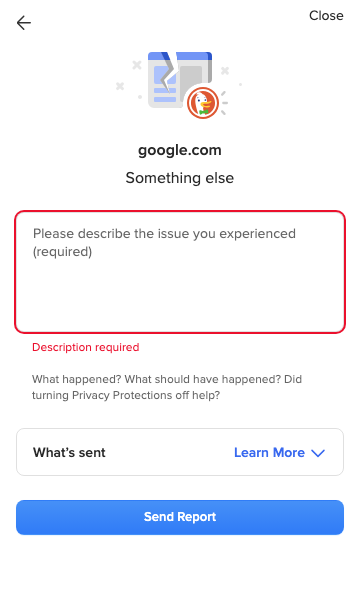 Close
google.com
Something else
Please describe the issue you experienced
(required)
Description required
What happened? What should have happened? Did
turning Privacy Protections off help?
What's sent
Learn More
Send Report